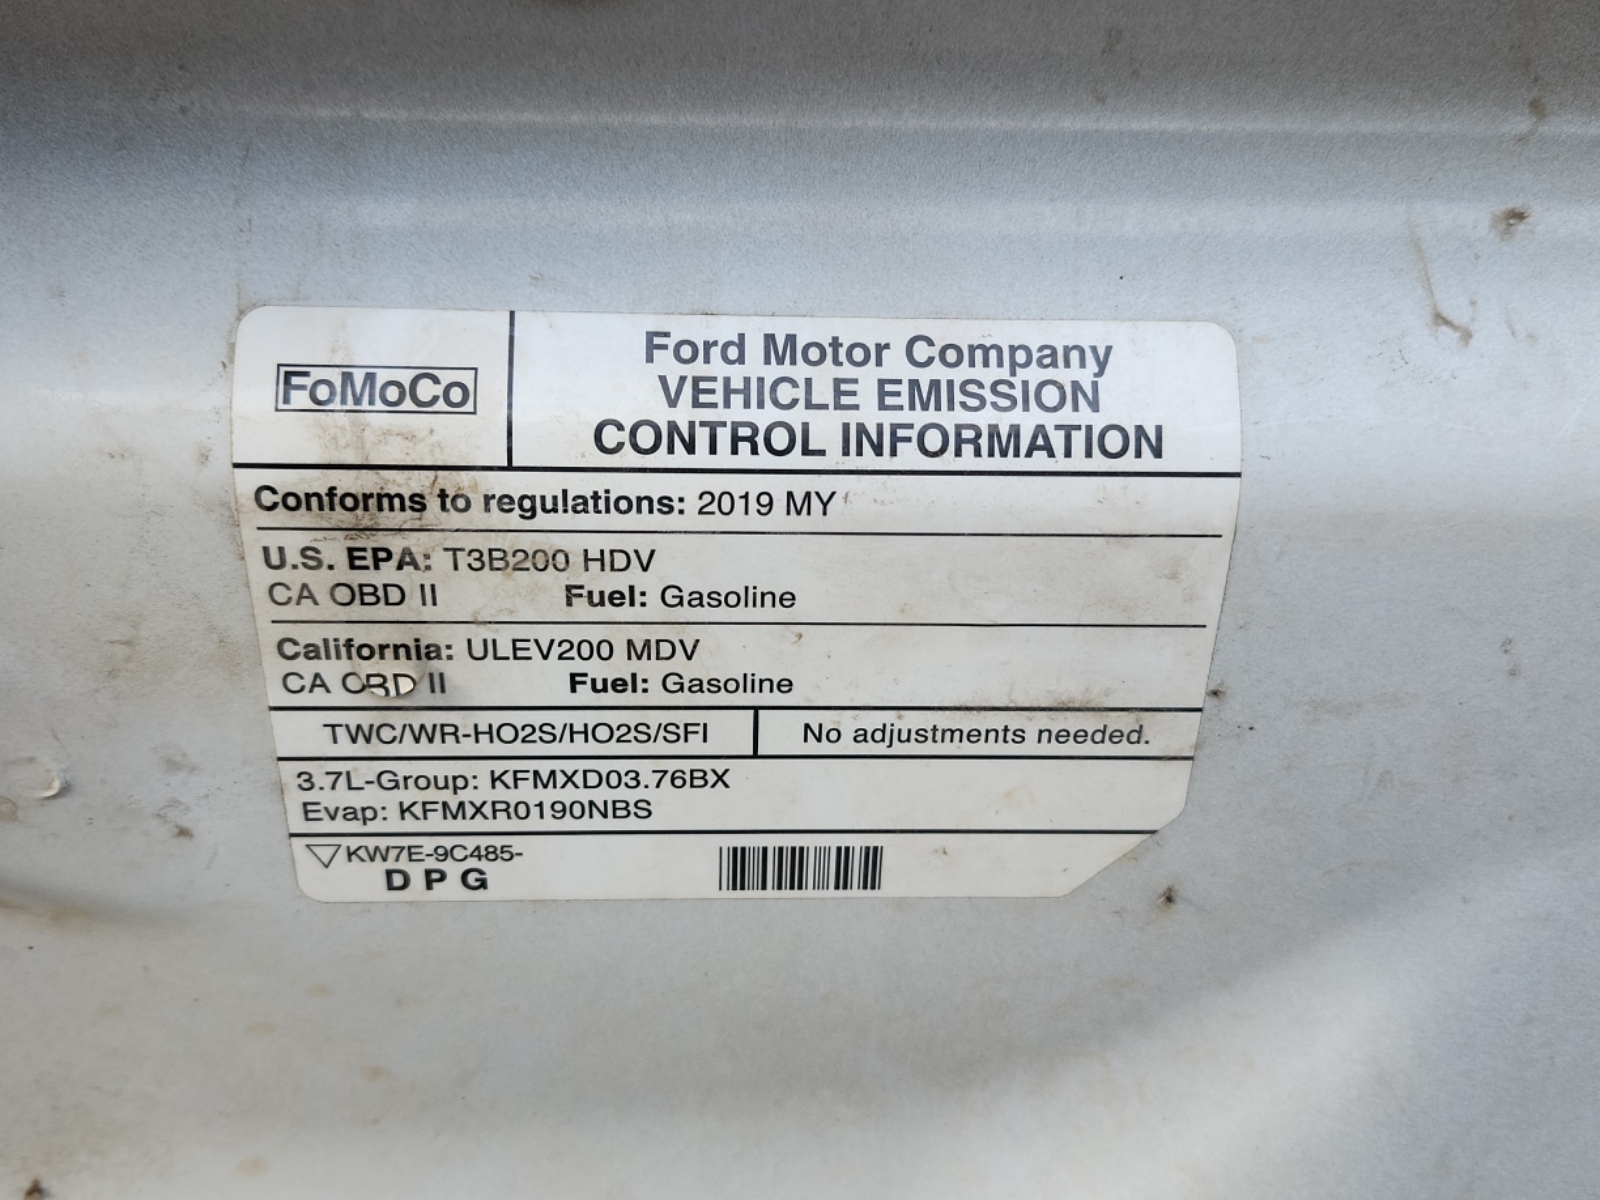 FoMoCo
Ford Motor Company
VEHICLE EMISSION
CONTROL INFORMATION
Conforms to regulations: 2019 MY
U.S. EPA: T3B200 HDV
CA OBD II Fuel: Gasoline
California: ULEV200 MDV
CA OBD II Fuel: Gasoline
TWC/WR-HO2S/HO2S/SFI No adjustments needed.
3.7L-Group: KFMXD03.76BX
Evap: KFMXR0190NBS
KW7E-9C485-
D P G